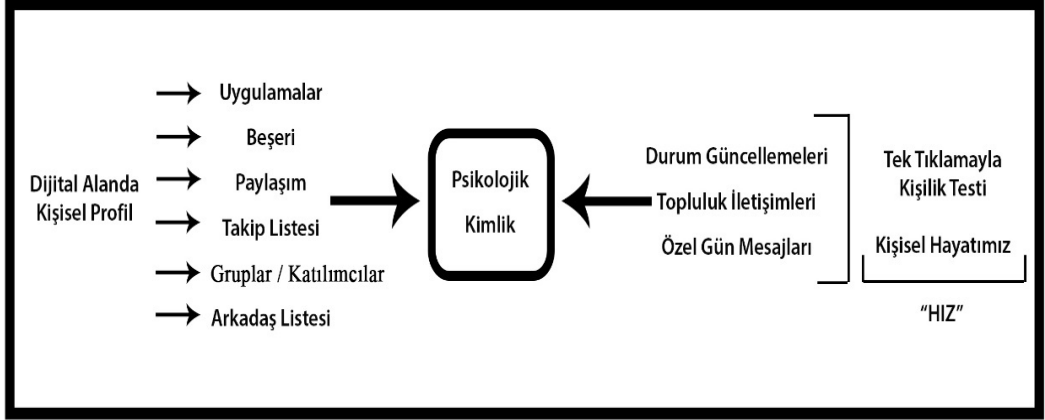 Dijital Alanda
Kişisel Profil
Uygulamalar
Beşeri
Paylaşım
Takip Listesi
Gruplar / Katılımcılar
Arkadaş Listesi
Psikolojik
Kimlik
Durum Güncellemeleri
Topluluk İletişimleri
Özel Gün Mesajları
Tek Tıklamayla
Kişilik Testi
Kişisel Hayatımız
“HIZ”